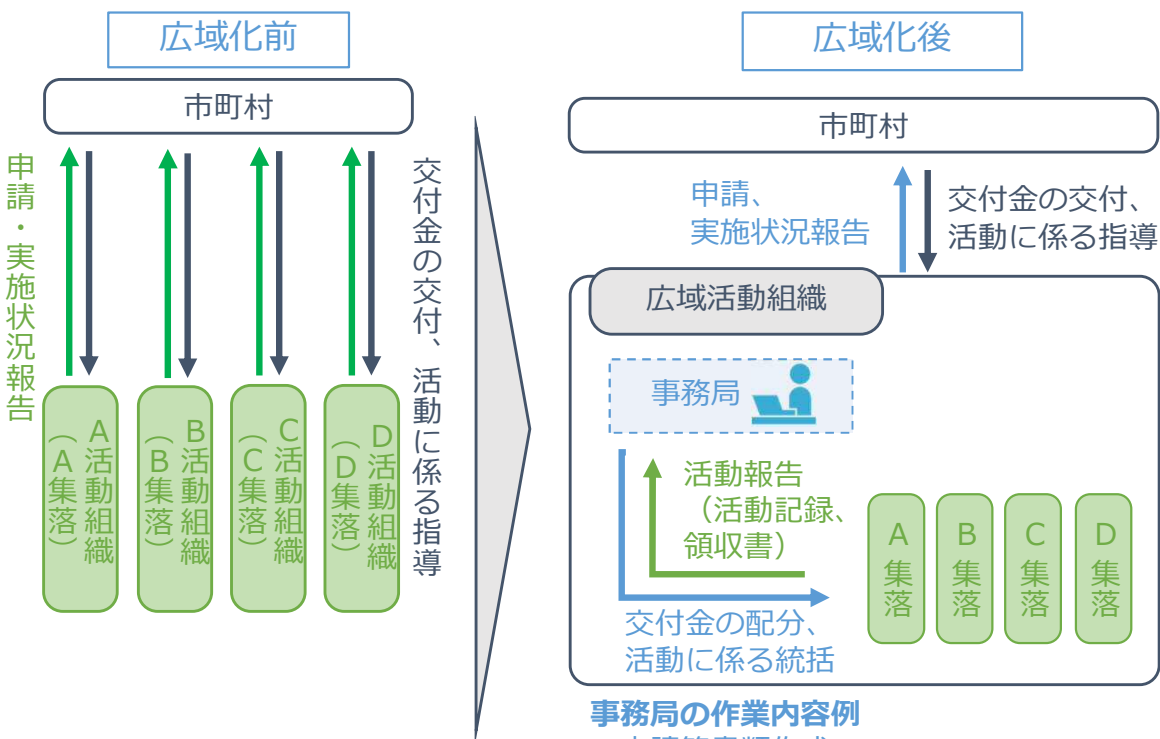 広域化前
市町村
申請・実施状況報告
交付金の交付、活動に係る指導
A活動組織
（A集落）
B活動組織
（B集落）
C活動組織
（C集落）
D活動組織
（D集落）
広域化後
市町村
申請、
実施状況報告
交付金の交付、
活動に係る指導
広域活動組織
事務局
活動報告
（活動記録、
領収書）
交付金の配分、
活動に係る統括
A集落
B集落
C集落
D集落
事務局の作業内容例